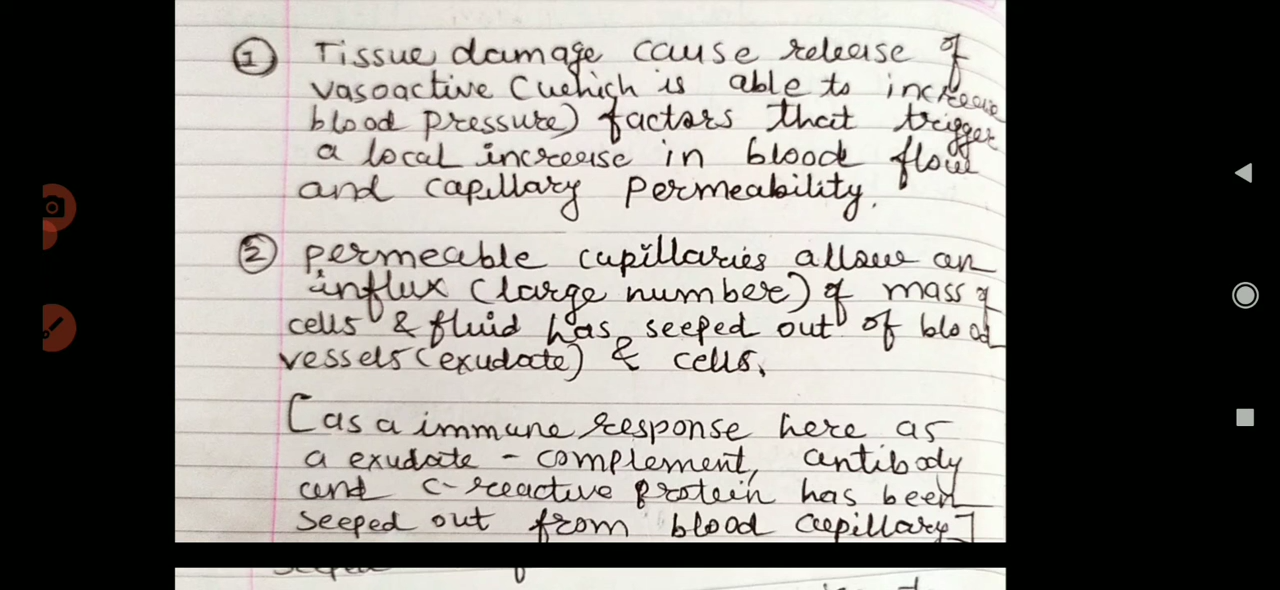 ① Tissue damage cause release of
vasoactive (which is able to increase
blood pressure) factors that trigger
a local increase in blood flow
and capillary permeability.
② permeable capillaries allow an
influx (large number) of mass of
cells & fluid has seeped out of blood
vessels (exudate) & cells.
[as a immune response here as
a exudate - complement, antibody
and c-reactive protein has been
seeped out from blood capillary]